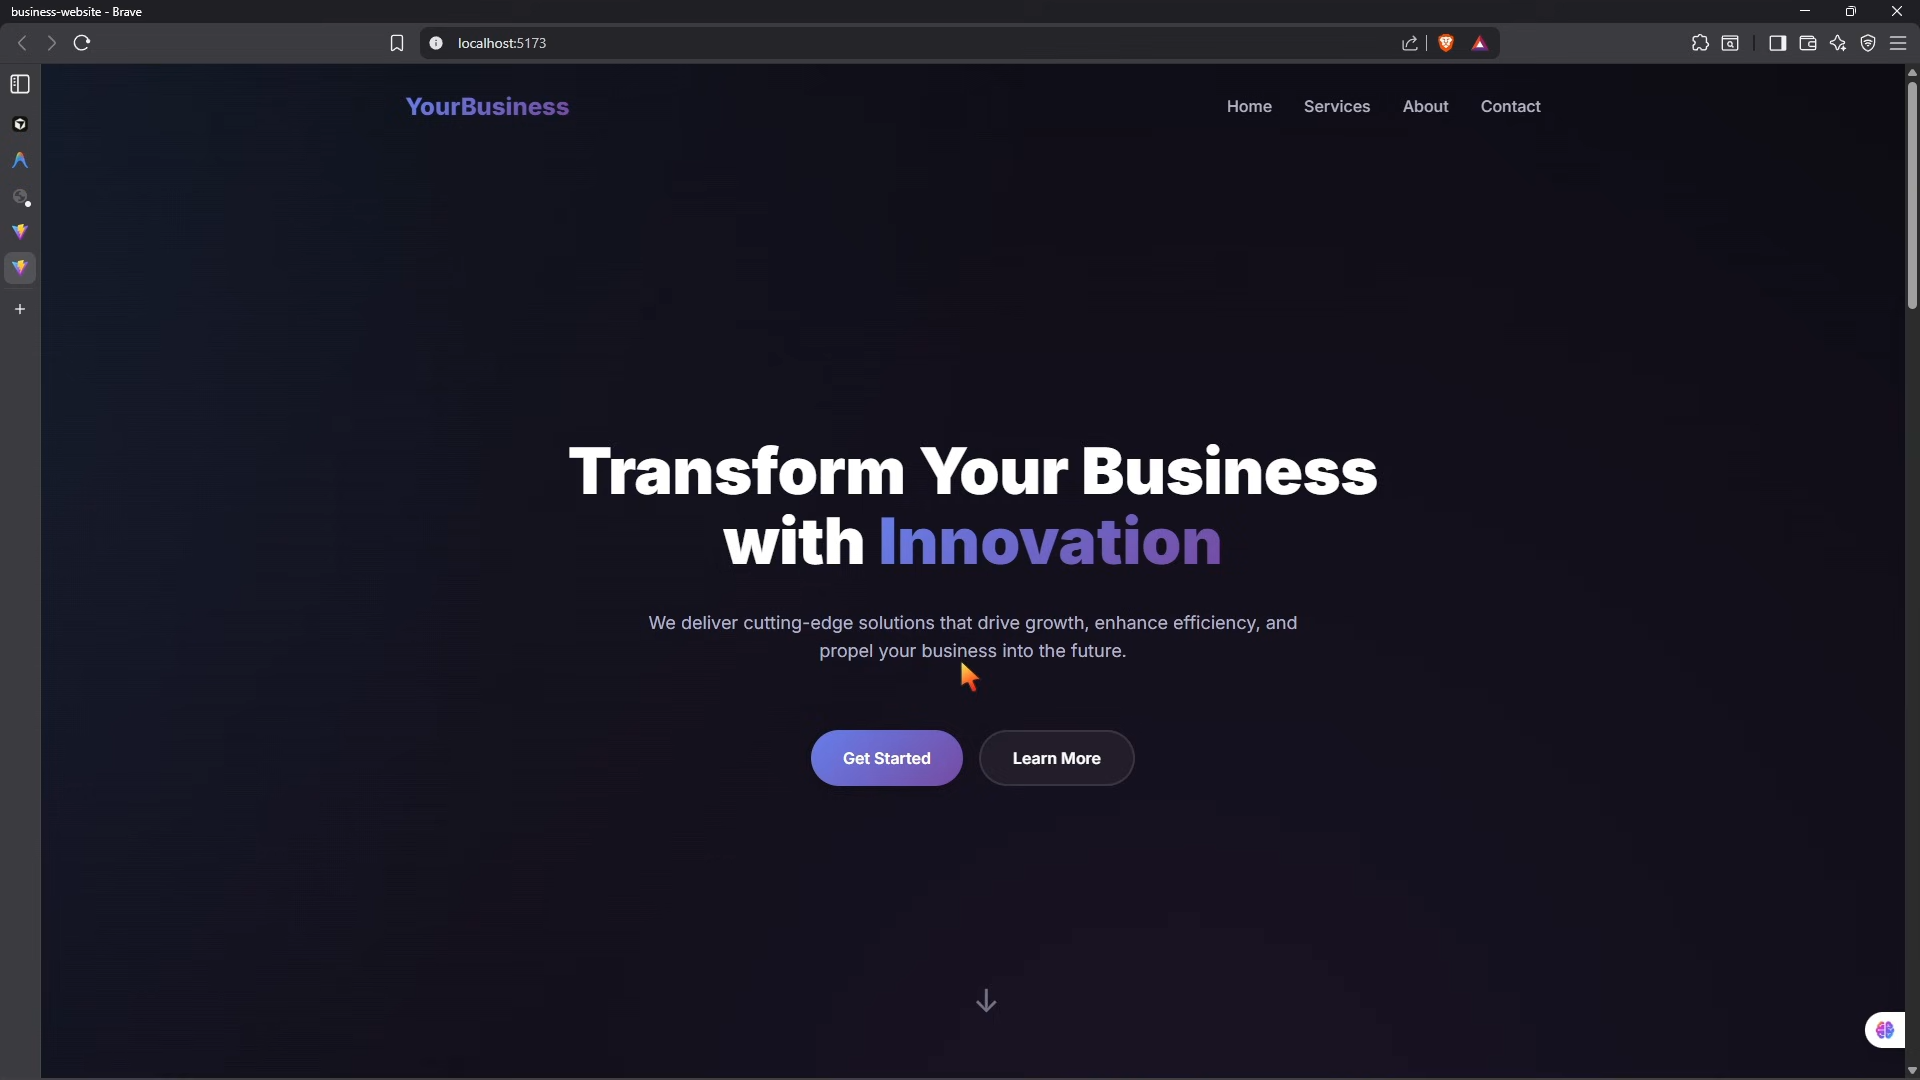 business-website - Brave
localhost:5173
YourBusiness
Home Services About Contact
Transform Your Business
with Innovation
We deliver cutting-edge solutions that drive growth, enhance efficiency, and
propel your business into the future.
Get Started Learn More